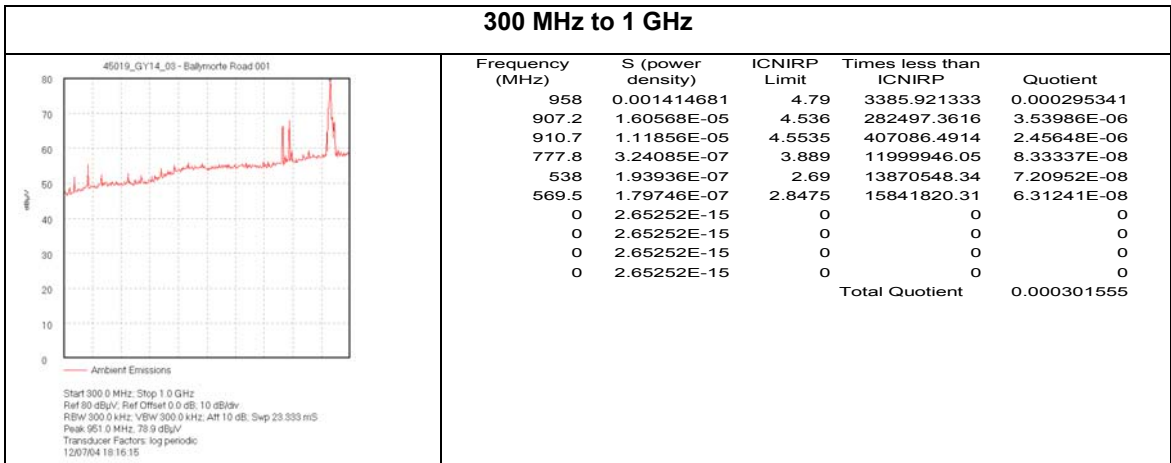 300 MHz to 1 GHz
45019_GY14_03 - Ballymorte Road 001
80
70
60
50
40
30
20
10
0
dBµV
Ambient Emissions
Start 300.0 MHz; Stop 1.0 GHz
Ref 80 dBµV; Ref Offset 0.0 dB; 10 dB/div
RBW 300.0 kHz; VBW 300.0 kHz; Att 10 dB; Swp 23.333 mS
Peak 951.0 MHz, 78.9 dBµV
Transducer Factors: log periodic
12/07/04 18:16:15
Frequency (MHz) S (power density) ICNIRP Limit Times less than ICNIRP Quotient
958 0.001414681 4.79 3385.921333 0.000295341
907.2 1.60568E-05 4.536 282497.3616 3.53986E-06
910.7 1.11856E-05 4.5535 407086.4914 2.45648E-06
777.8 3.24085E-07 3.889 11999946.05 8.33337E-08
538 1.93936E-07 2.69 13870548.34 7.20952E-08
569.5 1.79746E-07 2.8475 15841820.31 6.31241E-08
0 2.65252E-15 0 0 0
0 2.65252E-15 0 0 0
0 2.65252E-15 0 0 0
0 2.65252E-15 0 0 0
Total Quotient 0.000301555